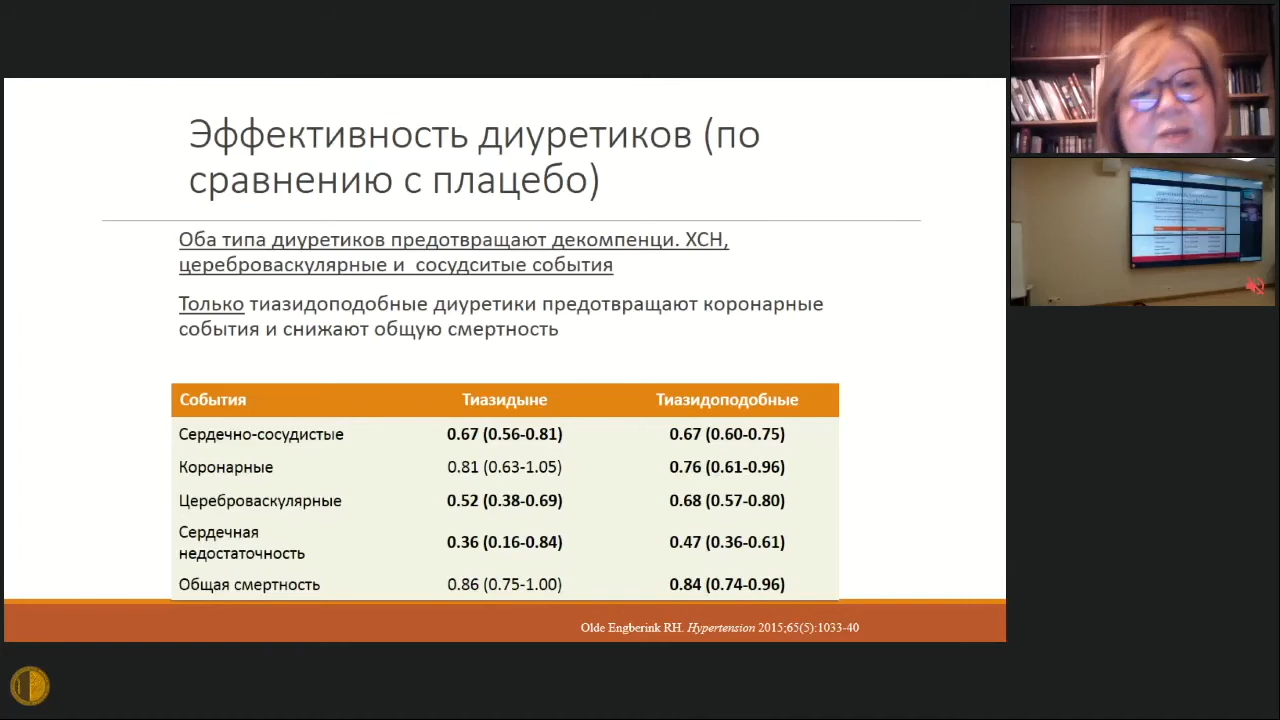 Эффективность диуретиков (по
сравнению с плацебо)
Оба типа диуретиков предотвращают декомпенци. ХСН,
цереброваскулярные и сосудситые события
Только тиазидоподобные диуретики предотвращают коронарные
события и снижают общую смертность
События Тиазидыне Тиазидоподобные
Сердечно-сосудистые 0.67 (0.56-0.81) 0.67 (0.60-0.75)
Коронарные 0.81 (0.63-1.05) 0.76 (0.61-0.96)
Цереброваскулярные 0.52 (0.38-0.69) 0.68 (0.57-0.80)
Сердечная
недостаточность 0.36 (0.16-0.84) 0.47 (0.36-0.61)
Общая смертность 0.86 (0.75-1.00) 0.84 (0.74-0.96)
Olde Engberink RH. Hypertension 2015;65(5):1033-40